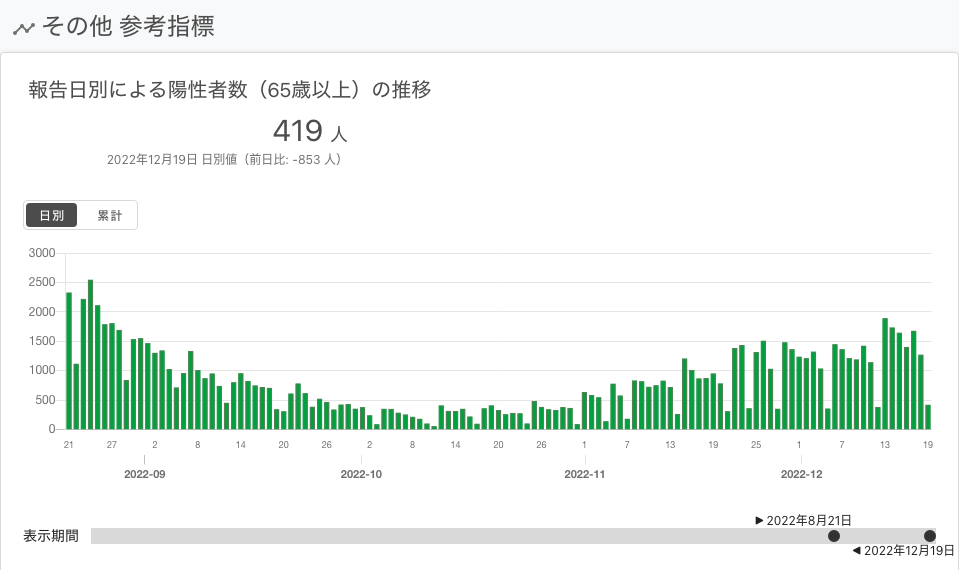 その他 参考指標
報告日別による陽性者数（65歳以上）の推移
419 人
2022年12月19日 日別値（前日比: -853 人）
日別 累計
3000
2500
2000
1500
1000
500
0
21 27 2 8 14 20 26 2 8 14 20 26 1 7 13 19 25 1 7 13 19
2022-09 2022-10 2022-11 2022-12
2022年8月21日
表示期間
2022年12月19日